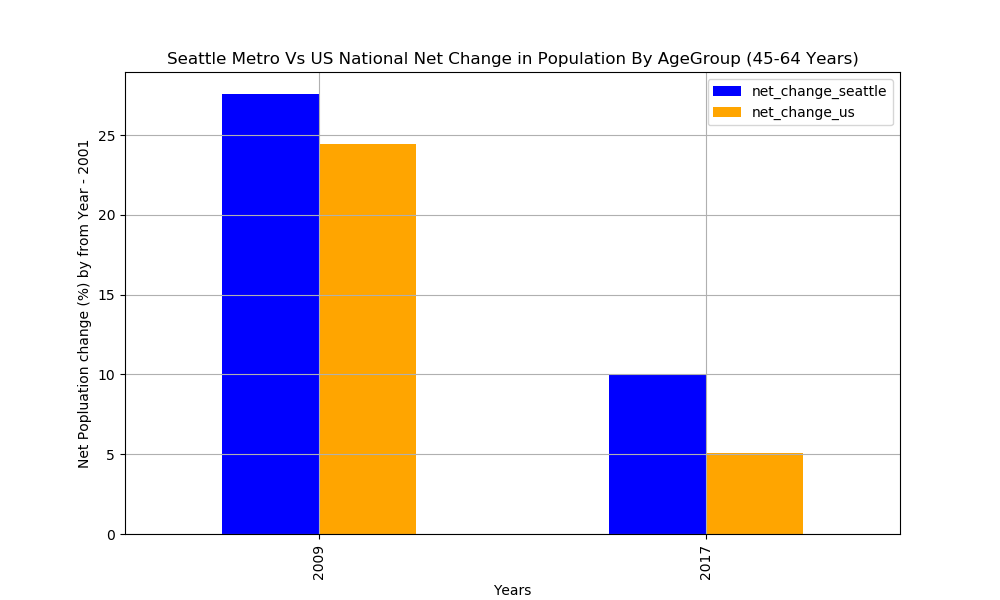 Seattle Metro Vs US National Net Change in Population By AgeGroup (45-64 Years)
net_change_seattle
net_change_us
Net Popluation change (%) by from Year - 2001
25
20
15
10
5
0
2009
2017
Years